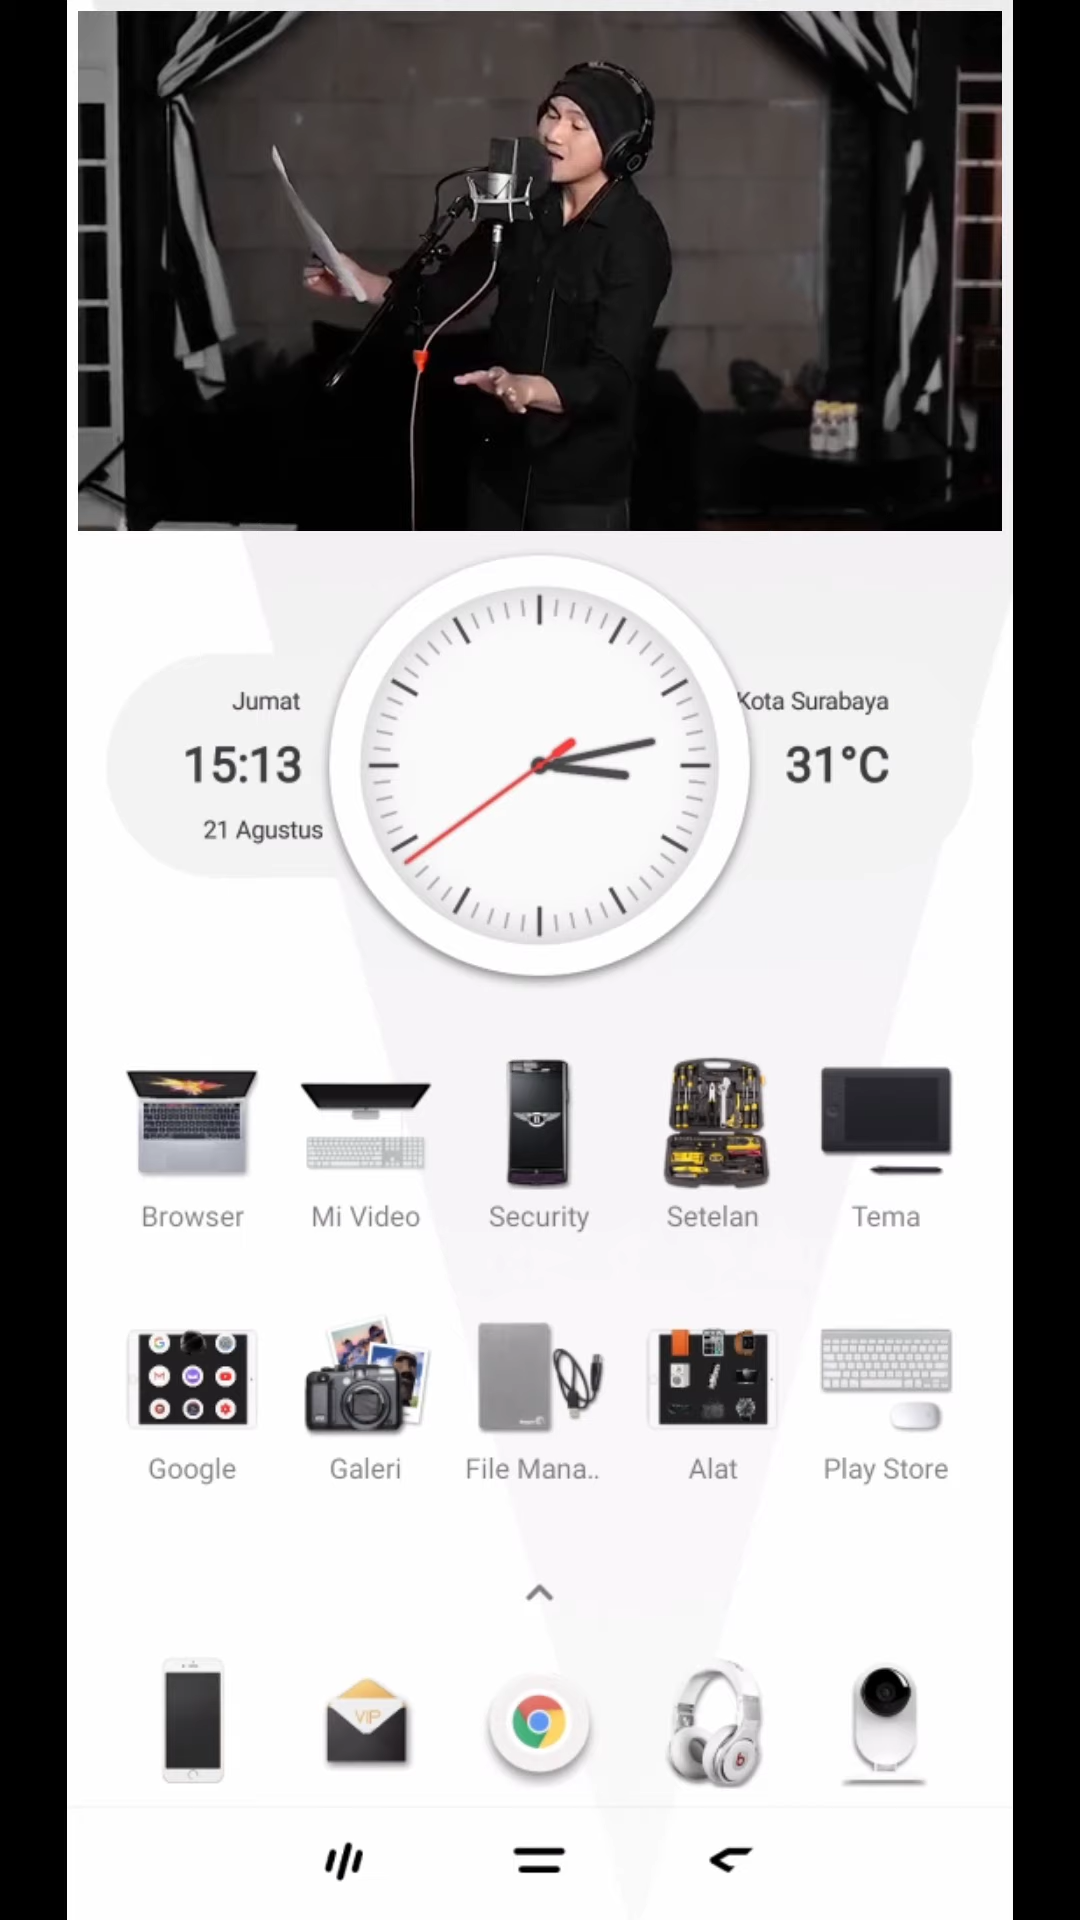 Jumat
15:13
21 Agustus
Kota Surabaya
31°C
Browser
Mi Video
Security
Setelan
Tema
Google
Galeri
File Mana..
Alat
Play Store
VIP